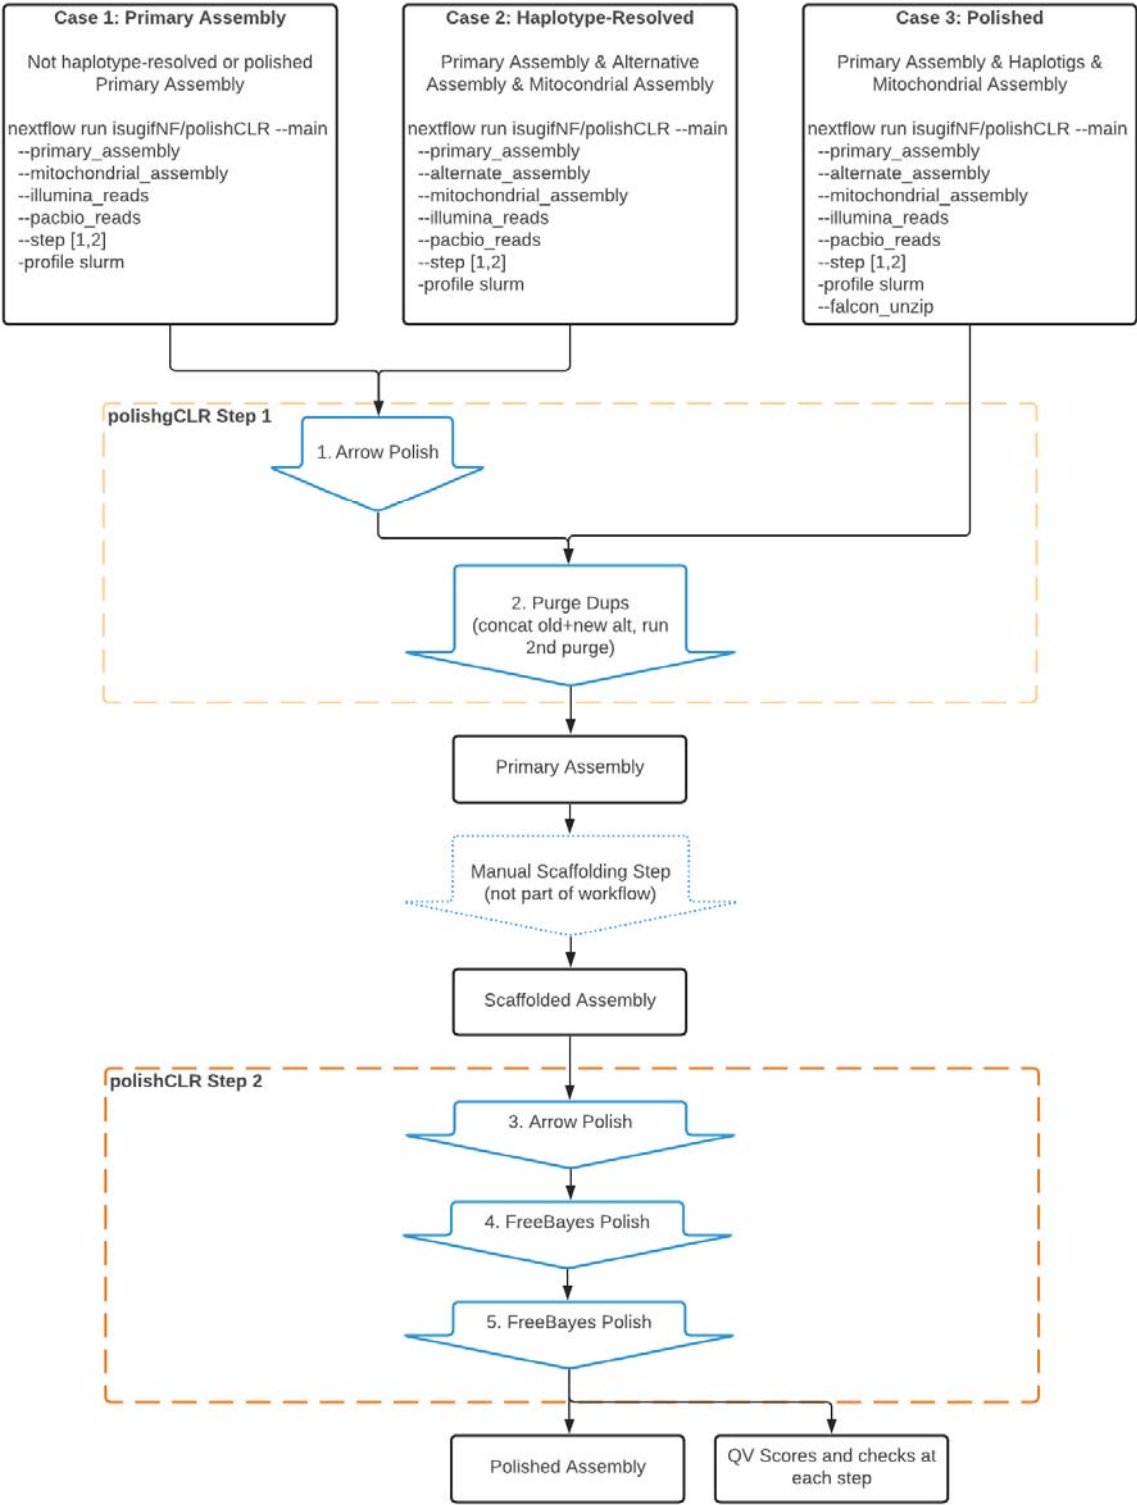 Case 1: Primary Assembly
Not haplotype-resolved or polished
Primary Assembly
nextflow run isugifNF/polishCLR --main
--primary_assembly
--mitochondrial_assembly
--illumina_reads
--pacbio_reads
--step [1,2]
-profile slurm
Case 2: Haplotype-Resolved
Primary Assembly & Alternative
Assembly & Mitocondrial Assembly
nextflow run isugifNF/polishCLR --main
--primary_assembly
--alternate_assembly
--mitochondrial_assembly
--illumina_reads
--pacbio_reads
--step [1,2]
-profile slurm
Case 3: Polished
Primary Assembly & Haplotigs &
Mitochondrial Assembly
nextflow run isugifNF/polishCLR --main
--primary_assembly
--alternate_assembly
--mitochondrial_assembly
--illumina_reads
--pacbio_reads
--step [1,2]
-profile slurm
--falcon_unzip
polishgCLR Step 1
1. Arrow Polish
2. Purge Dups
(concat old+new alt, run
2nd purge)
Primary Assembly
Manual Scaffolding Step
(not part of workflow)
Scaffolded Assembly
polishCLR Step 2
3. Arrow Polish
4. FreeBayes Polish
5. FreeBayes Polish
Polished Assembly
QV Scores and checks at
each step